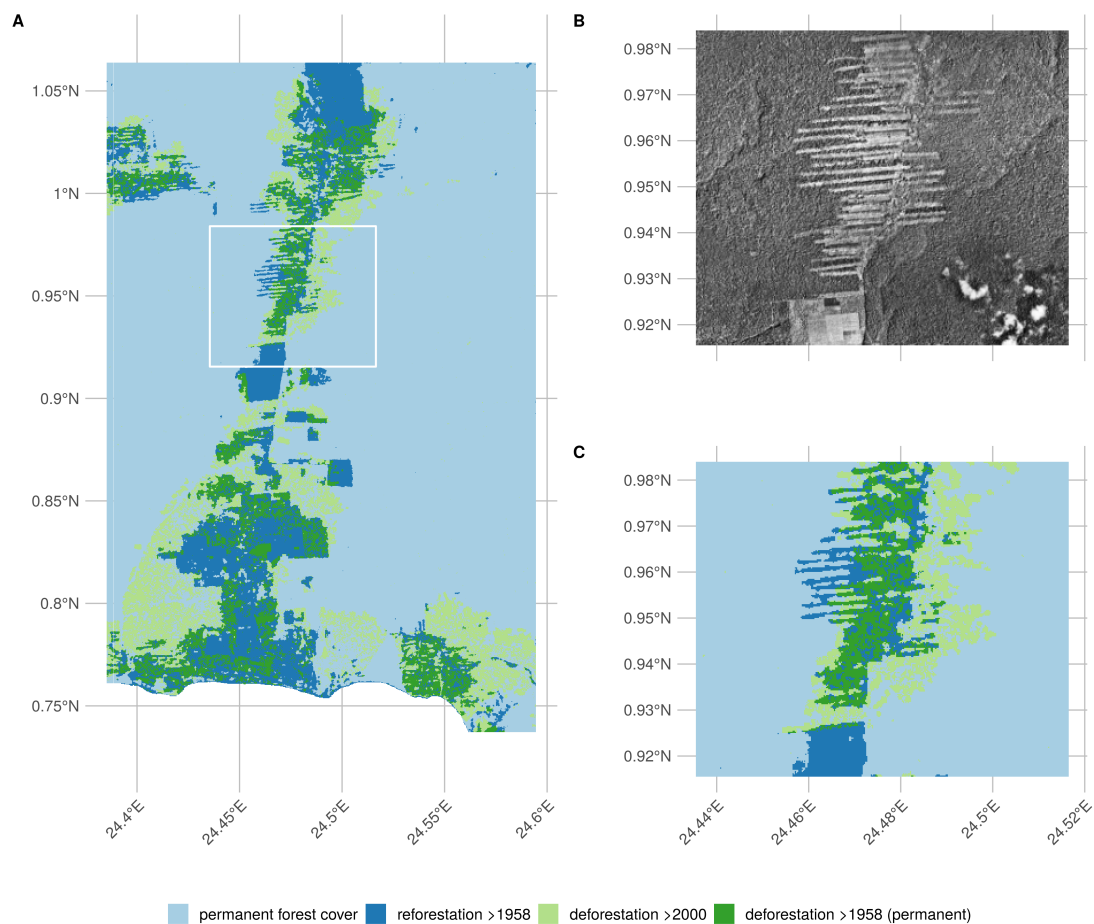 A
1.05°N
1°N
0.95°N
0.9°N
0.85°N
0.8°N
0.75°N
24.4°E
24.45°E
24.5°E
24.55°E
24.6°E
B
0.98°N
0.97°N
0.96°N
0.95°N
0.94°N
0.93°N
0.92°N
C
0.98°N
0.97°N
0.96°N
0.95°N
0.94°N
0.93°N
0.92°N
24.44°E
24.46°E
24.48°E
24.5°E
24.52°E
permanent forest cover
reforestation >1958
deforestation >2000
deforestation >1958 (permanent)